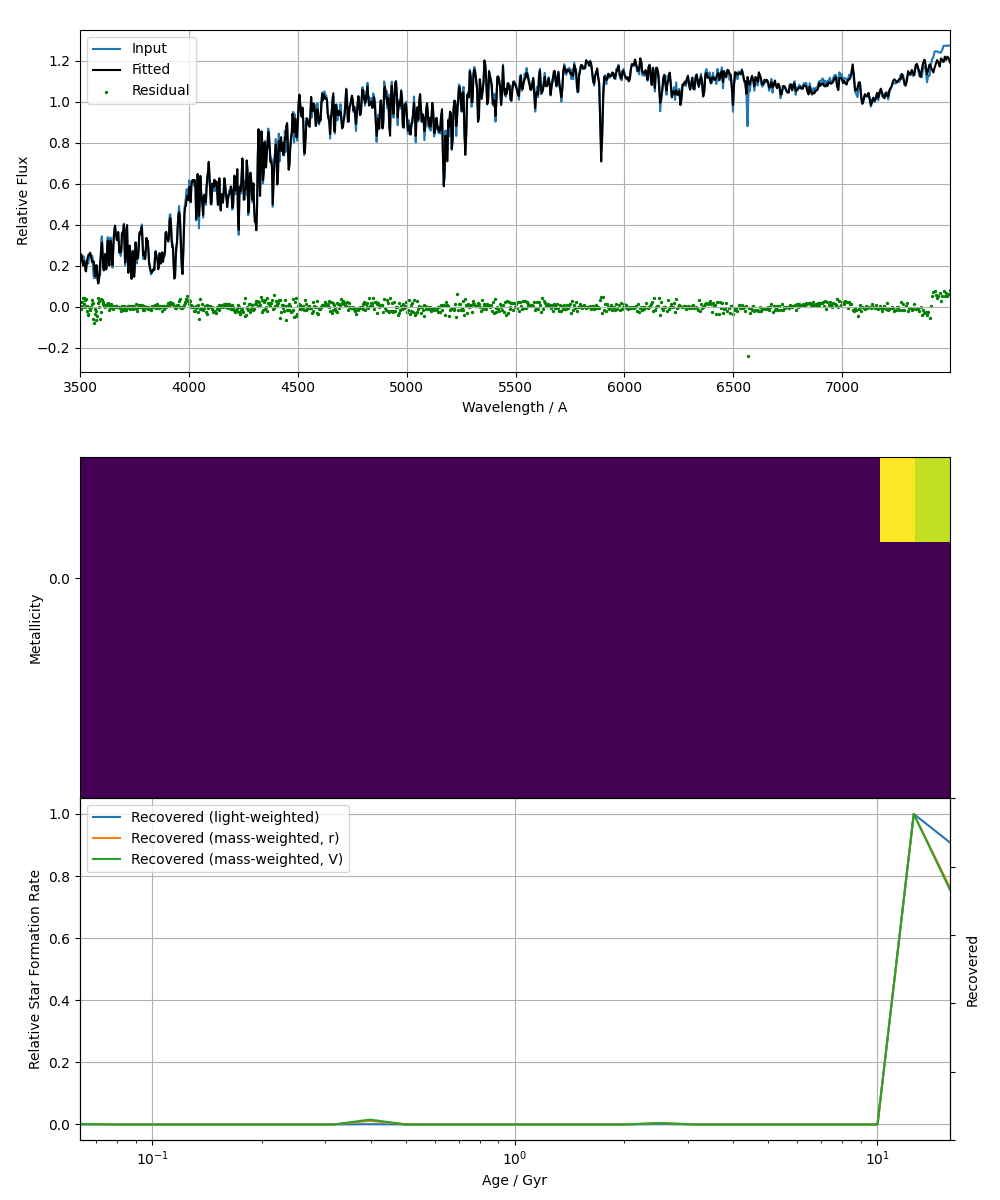 Input
Fitted
Residual
1.2
1.0
0.8
0.6
0.4
0.2
0.0
−0.2
Relative Flux
3500 4000 4500 5000 5500 6000 6500 7000
Wavelength / A
0.0
Metallicity
Recovered (light-weighted)
Recovered (mass-weighted, r)
Recovered (mass-weighted, V)
1.0
0.8
0.6
0.4
0.2
0.0
Relative Star Formation Rate
Recovered
10⁻¹ 10⁰ 10¹
Age / Gyr